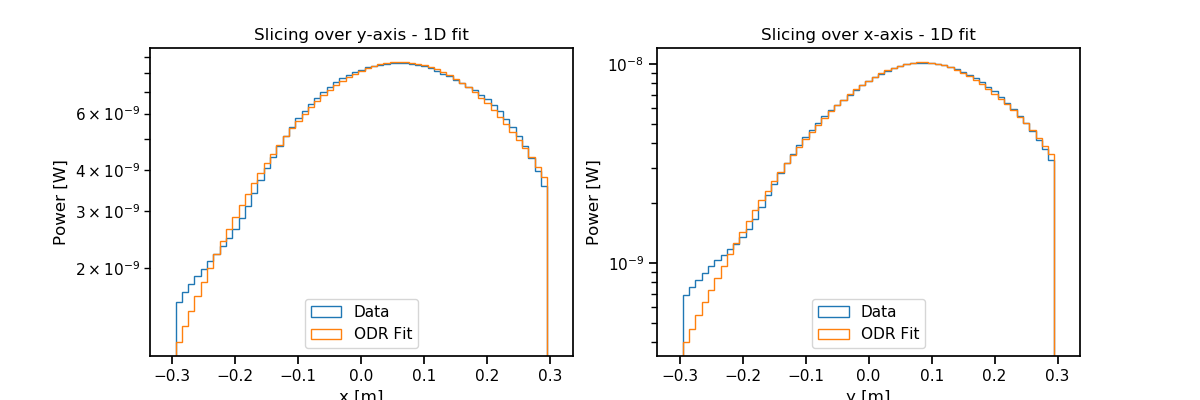 Slicing over y-axis - 1D fit
Power [W]
6 × 10⁻⁹
4 × 10⁻⁹
3 × 10⁻⁹
2 × 10⁻⁹
Data
ODR Fit
−0.3 −0.2 −0.1 0.0 0.1 0.2 0.3
x [m]
Slicing over x-axis - 1D fit
Power [W]
10⁻⁸
10⁻⁹
Data
ODR Fit
−0.3 −0.2 −0.1 0.0 0.1 0.2 0.3
y [m]